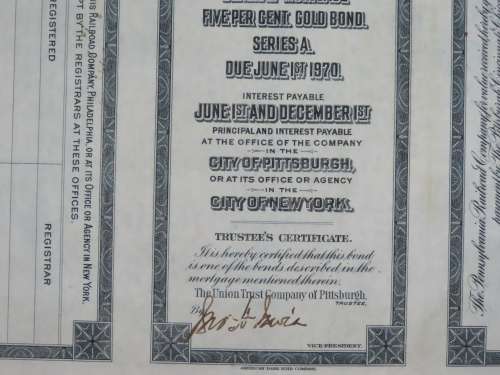 FIVE PER CENT. GOLD BOND.
SERIES A.
DUE JUNE 1ST 1970.
INTEREST PAYABLE
JUNE 1ST AND DECEMBER 1ST
PRINCIPAL AND INTEREST PAYABLE
AT THE OFFICE OF THE COMPANY
IN THE
CITY OF PITTSBURGH,
OR AT ITS OFFICE OR AGENCY
IN THE
CITY OF NEW YORK.
TRUSTEE'S CERTIFICATE.
It is hereby certified that this bond
is one of the bonds described in the
mortgage mentioned therein.
The Union Trust Company of Pittsburgh,
TRUSTEE,
By
VICE-PRESIDENT.
AMERICAN BANK NOTE COMPANY.
RAILROAD COMPANY, PHILADELPHIA, OR AT ITS OFFICE OR AGENCY IN NEW YORK.
BY THE REGISTRARS AT THESE OFFICES.
REGISTERED
REGISTRAR
The Pennsylvania Railroad Company, for value received, hereby